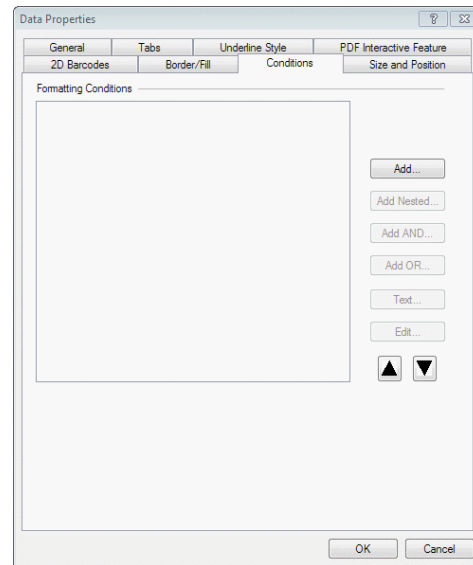 Data Properties
General Tabs Underline Style PDF Interactive Feature
2D Barcodes Border/Fill Conditions Size and Position
Formatting Conditions
Add...
Add Nested...
Add AND...
Add OR...
Text...
Edit...
OK Cancel